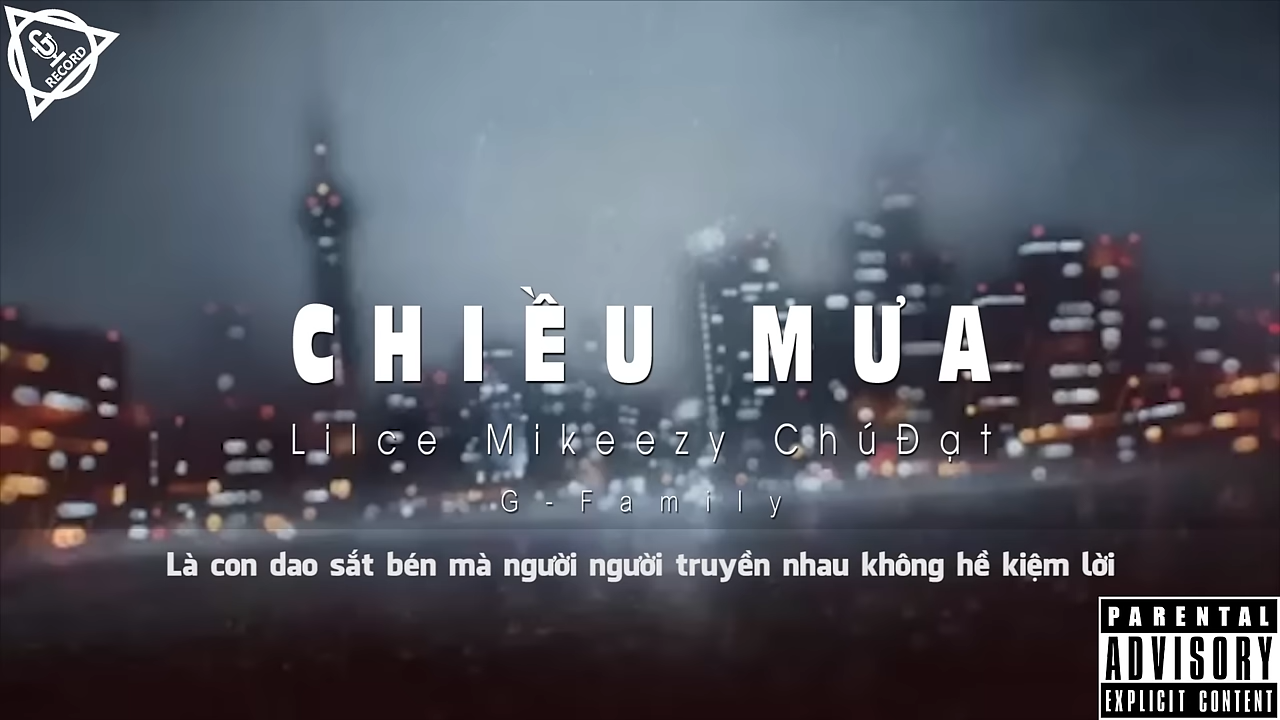 G
RECORD
CHIỀU MƯA
LilIce Mikeezy ChúĐạt
G-Family
Là con dao sắt bén mà người người truyền nhau không hề kiệm lời
PARENTAL
ADVISORY
EXPLICIT CONTENT